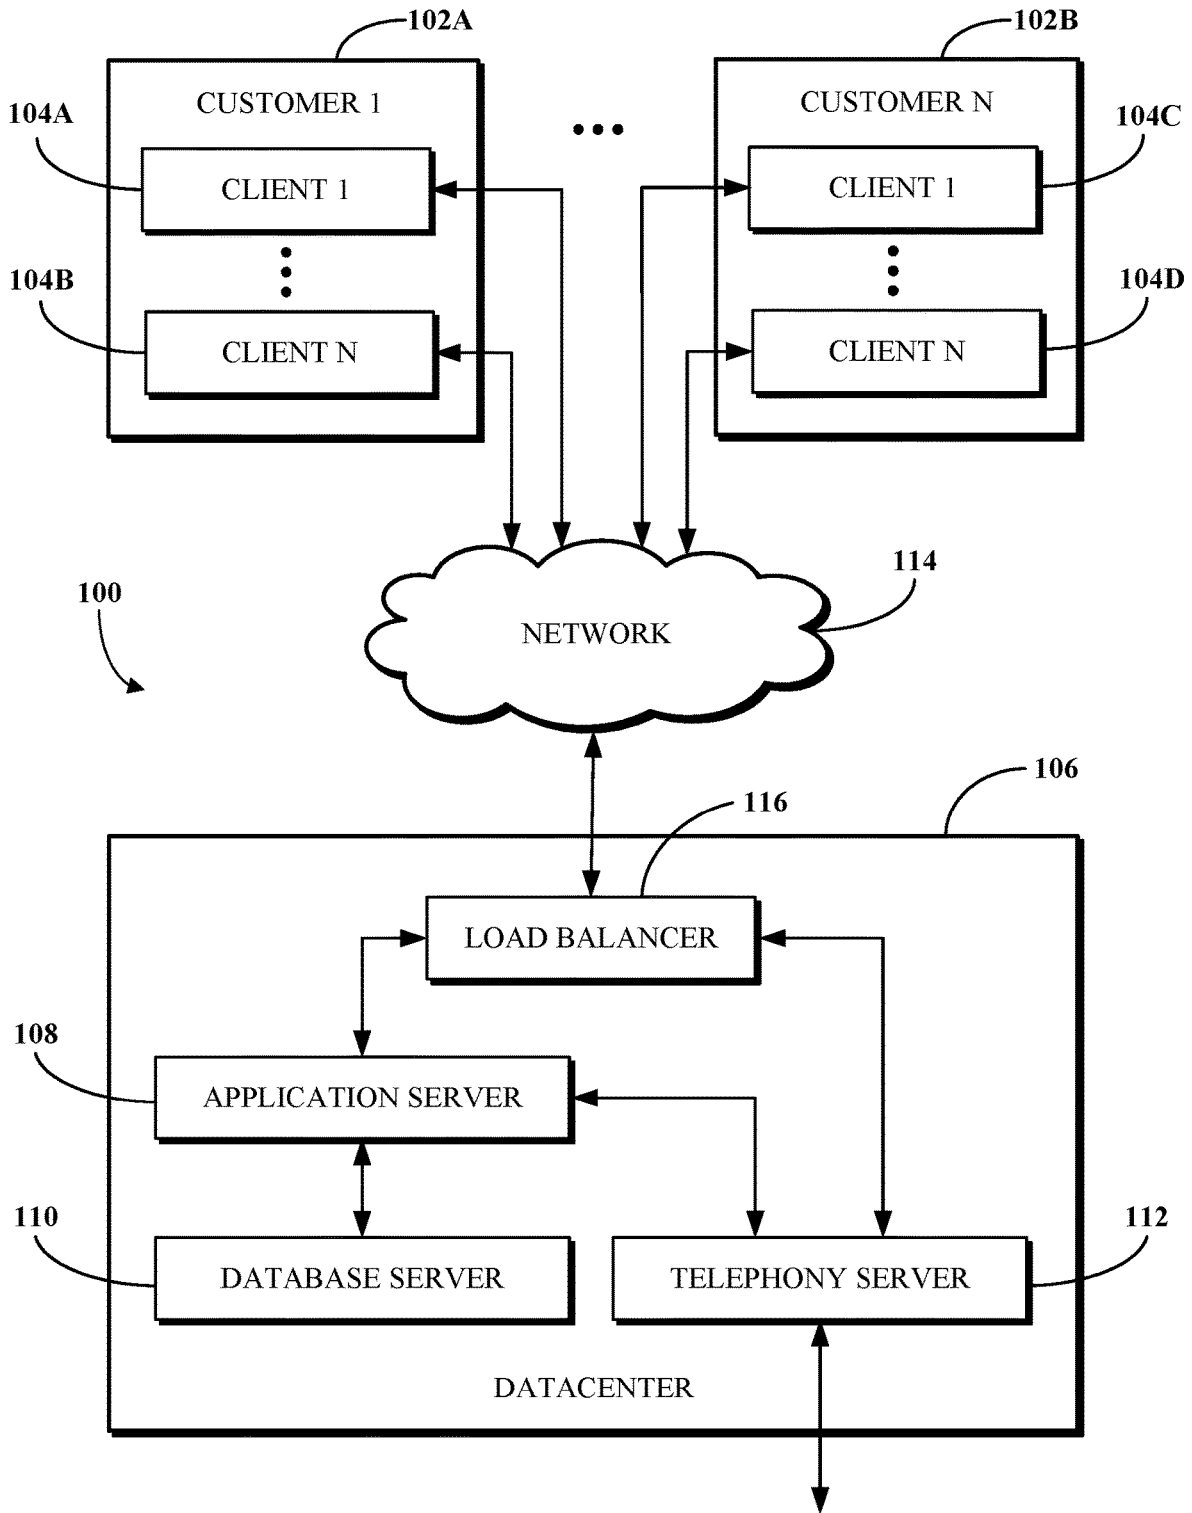 102A
102B
CUSTOMER 1
CUSTOMER N
104A
104C
CLIENT 1
CLIENT 1
104B
104D
CLIENT N
CLIENT N
114
100
NETWORK
106
116
LOAD BALANCER
108
APPLICATION SERVER
110
112
DATABASE SERVER
TELEPHONY SERVER
DATACENTER